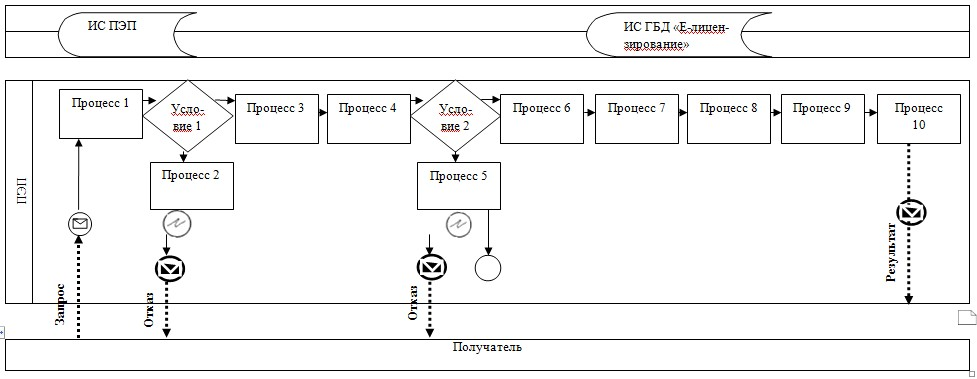 ИС ПЭП
ИС ГБД «Е-лицен-
зирование»
ПЭП
Процесс 1
Усло-
вие 1
Процесс 3
Процесс 4
Усло-
вие 2
Процесс 6
Процесс 7
Процесс 8
Процесс 9
Процесс
10
Процесс 2
Процесс 5
Запрос
Отказ
Отказ
Результат
Получатель